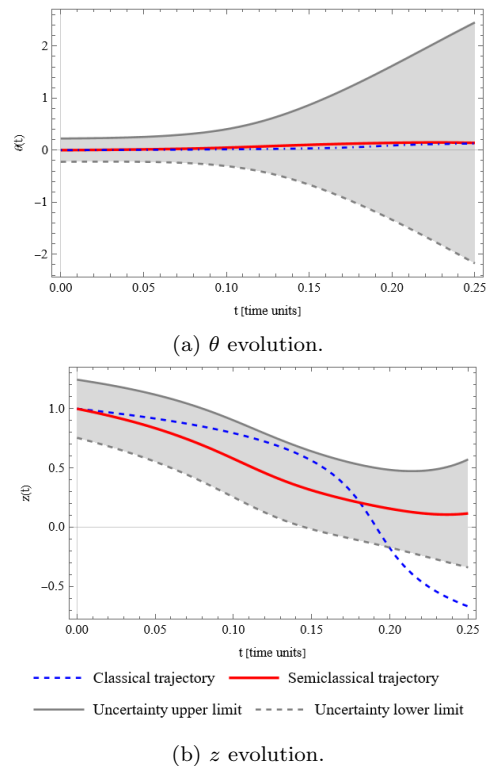 2
1
0
−1
−2
θ(t)
0.00 0.05 0.10 0.15 0.20 0.25
t [time units]
(a) θ evolution.
1.0
0.5
0.0
−0.5
z(t)
0.00 0.05 0.10 0.15 0.20 0.25
t [time units]
Classical trajectory Semiclassical trajectory
Uncertainty upper limit Uncertainty lower limit
(b) z evolution.